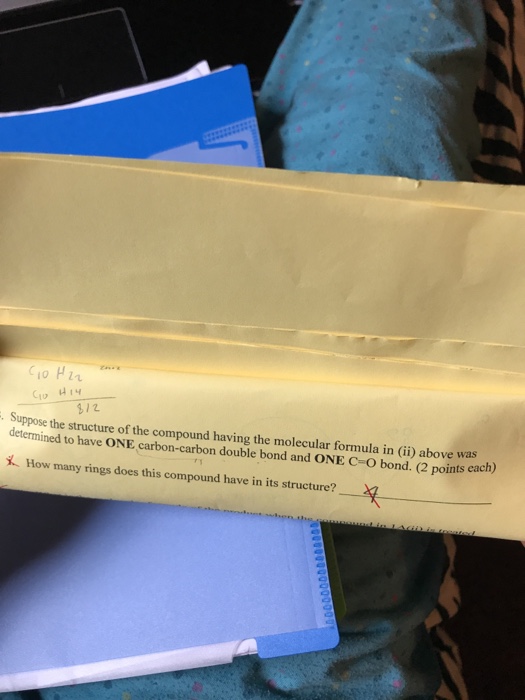 C10 H22
C10 H14
8/2
. Suppose the structure of the compound having the molecular formula in (ii) above was
determined to have ONE carbon-carbon double bond and ONE C=O bond. (2 points each)
How many rings does this compound have in its structure?
4